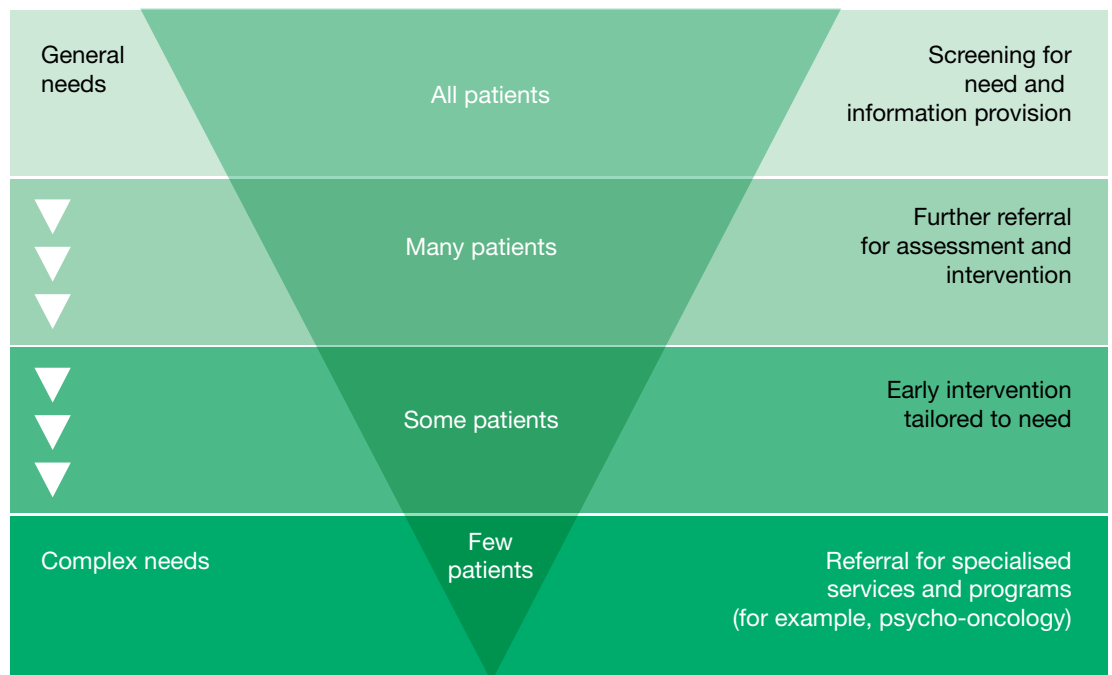 General
needs
All patients
Screening for
need and
information provision
Many patients
Further referral
for assessment and
intervention
Some patients
Early intervention
tailored to need
Complex needs
Few
patients
Referral for specialised
services and programs
(for example, psycho-oncology)